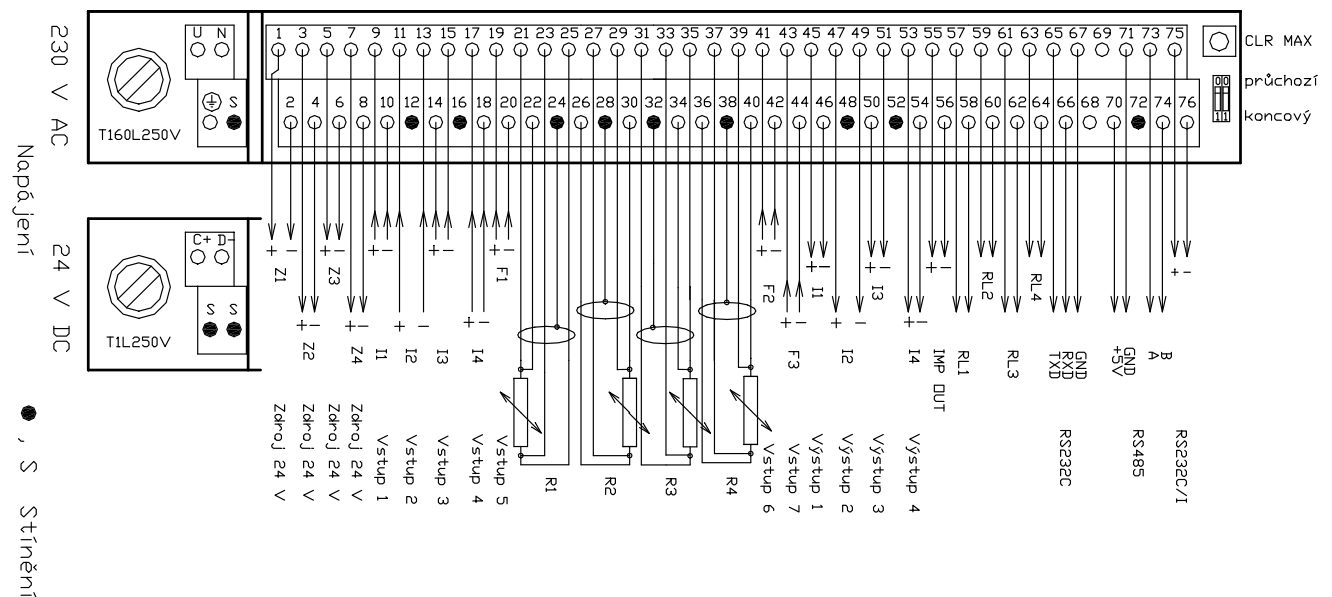 230 V AC
Napájení
24 V DC
●, S Stínění
U N
S
T160L250V
C+ D-
S S
T1L250V
1 3 5 7 9 11 13 15 17 19 21 23 25 27 29 31 33 35 37 39 41 43 45 47 49 51 53 55 57 59 61 63 65 67 69 71 73 75
2 4 6 8 10 12 14 16 18 20 22 24 26 28 30 32 34 36 38 40 42 44 46 48 50 52 54 56 58 60 62 64 66 68 70 72 74 76
CLR MAX
00
průchozí
11
koncový
+ - Z1
+ - Z2
+ - Z3
+ - Z4
+ - I1
+ - I2
+ - I3
+ - I4
+ - F1
R1
R2
R3
R4
+ - F2
+ - F3
+ - I1
+ - I2
+ - I3
+ - I4
+ - IMP OUT
RL1
RL2
RL3
RL4
TXD
RXD
GND
+5V
GND
A
B
+ -
Zdroj 24 V
Zdroj 24 V
Zdroj 24 V
Zdroj 24 V
Vstup 1
Vstup 2
Vstup 3
Vstup 4
Vstup 5
Vstup 6
Vstup 7
Výstup 1
Výstup 2
Výstup 3
Výstup 4
RS232C
RS485
RS232C/I